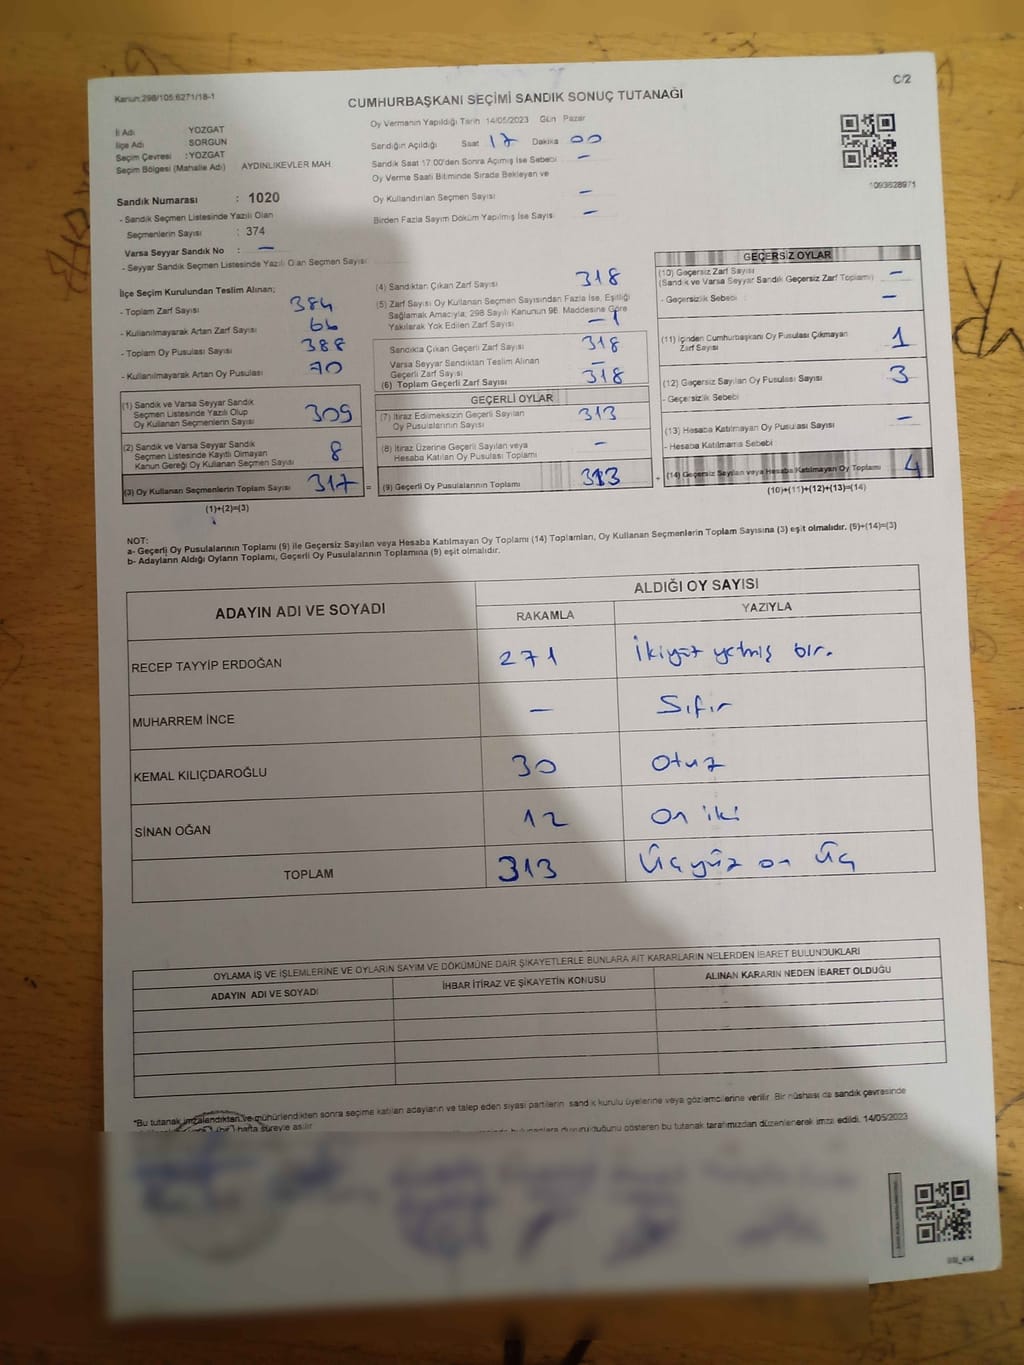 Kanun:298/105:6271/18-1
C/2
CUMHURBAŞKANI SEÇİMİ SANDIK SONUÇ TUTANAĞI
İl Adı : YOZGAT
İlçe Adı SORGUN
Seçim Çevresi : YOZGAT
Seçim Bölgesi (Mahalle Adı) AYDINLIKEVLER MAH.
Oy Vermenin Yapıldığı Tarih 14/05/2023 Gün Pazar
Sandığın Açıldığı Saat 17 Dakika 00
Sandık Saat 17:00'den Sonra Açımış İse Sebebi –
Oy Verme Saati Bitiminde Sırada Bekleyen ve
Oy Kullandırılan Seçmen Sayısı –
Birden Fazla Sayım Döküm Yapılmış İse Sayısı –
1093628971
Sandık Numarası : 1020
- Sandık Seçmen Listesinde Yazılı Olan
Seçmenlerin Sayısı : 374
Varsa Seyyar Sandık No : –
- Seyyar Sandık Seçmen Listesinde Yazılı Olan Seçmen Sayısı
İlçe Seçim Kurulundan Teslim Alınan;
- Toplam Zarf Sayısı 384
- Kullanılmayarak Artan Zarf Sayısı 66
- Toplam Oy Pusulası Sayısı 388
- Kullanılmayarak Artan Oy Pusulası 70
(1) Sandık ve Varsa Seyyar Sandık
Seçmen Listesinde Yazılı Olup
Oy Kullanan Seçmenlerin Sayısı 309
(2) Sandık ve Varsa Seyyar Sandık
Seçmen Listesinde Kayıtlı Olmayan
Kanun Gereği Oy Kullanan Seçmen Sayısı 8
(3) Oy Kullanan Seçmenlerin Toplam Sayısı 317 =
(1)+(2)=(3)
(4) Sandıktan Çıkan Zarf Sayısı 318
(5) Zarf Sayısı Oy Kullanan Seçmen Sayısından Fazla İse, Eşitliği
Sağlamak Amacıyla, 298 Sayılı Kanunun 98. Maddesine Göre
Yakılarak Yok Edilen Zarf Sayısı –1
Sandıkta Çıkan Geçerli Zarf Sayısı 318
Varsa Seyyar Sandıktan Teslim Alınan
Geçerli Zarf Sayısı –
(6) Toplam Geçerli Zarf Sayısı 318
GEÇERLİ OYLAR
(7) İtiraz Edilmeksizin Geçerli Sayılan
Oy Pusulalarının Sayısı 313
(8) İtiraz Üzerine Geçerli Sayılan veya
Hesaba Katılan Oy Pusulası Toplamı –
(9) Geçerli Oy Pusulalarının Toplamı 313 +
GEÇERSİZ OYLAR
(10) Geçersiz Zarf Sayısı
(Sandık ve Varsa Seyyar Sandık Geçersiz Zarf Toplamı) –
- Geçersizlik Sebebi –
(11) İçinden Cumhurbaşkanı Oy Pusulası Çıkmayan
Zarf Sayısı 1
(12) Geçersiz Sayılan Oy Pusulası Sayısı 3
- Geçersizlik Sebebi
(13) Hesaba Katılmayan Oy Pusulası Sayısı –
- Hesaba Katılmama Sebebi
(14) Geçersiz Sayılan veya Hesaba Katılmayan Oy Toplamı 4
(10)+(11)+(12)+(13)=(14)
NOT:
a- Geçerli Oy Pusulalarının Toplamı (9) ile Geçersiz Sayılan veya Hesaba Katılmayan Oy Toplamı (14) Toplamları, Oy Kullanan Seçmenlerin Toplam Sayısına (3) eşit olmalıdır. (9)+(14)=(3)
b- Adayların Aldığı Oyların Toplamı, Geçerli Oy Pusulalarının Toplamına (9) eşit olmalıdır.
ADAYIN ADI VE SOYADI
ALDIĞI OY SAYISI
RAKAMLA YAZIYLA
RECEP TAYYİP ERDOĞAN 271 İkiyüz yetmiş bir.
MUHARREM İNCE – Sıfır
KEMAL KILIÇDAROĞLU 30 Otuz
SİNAN OĞAN 12 On iki
TOPLAM 313 Üçyüz on üç
OYLAMA İŞ VE İŞLEMLERİNE VE OYLARIN SAYIM VE DÖKÜMÜNE DAİR ŞİKAYETLERLE BUNLARA AİT KARARLARIN NELERDEN İBARET BULUNDUKLARI
ADAYIN ADI VE SOYADI İHBAR İTİRAZ VE ŞİKAYETİN KONUSU ALINAN KARARIN NEDEN İBARET OLDUĞU
*Bu tutanak imzalandıktan ve mühürlendikten sonra seçime katılan adayların ve talep eden siyasi partilerin sandık kurulu üyelerine veya gözlemcilerine verilir. Bir nüshası da sandık çevresinde
hafta süreyle asılır
duyurulduğunu gösteren bu tutanak tarafımızdan düzenlenerek imza edildi. 14/05/2023